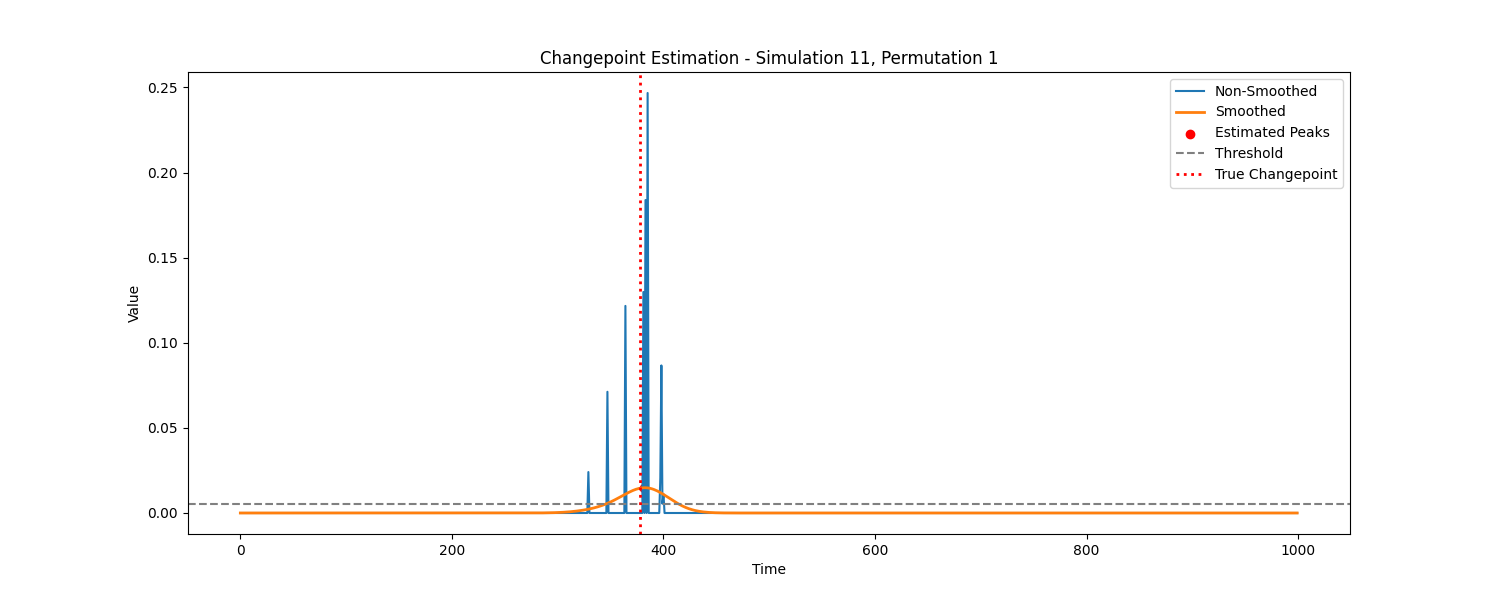 Changepoint Estimation - Simulation 11, Permutation 1
0.25
0.20
0.15
0.10
0.05
0.00
Value
Non-Smoothed
Smoothed
Estimated Peaks
Threshold
True Changepoint
0 200 400 600 800 1000
Time